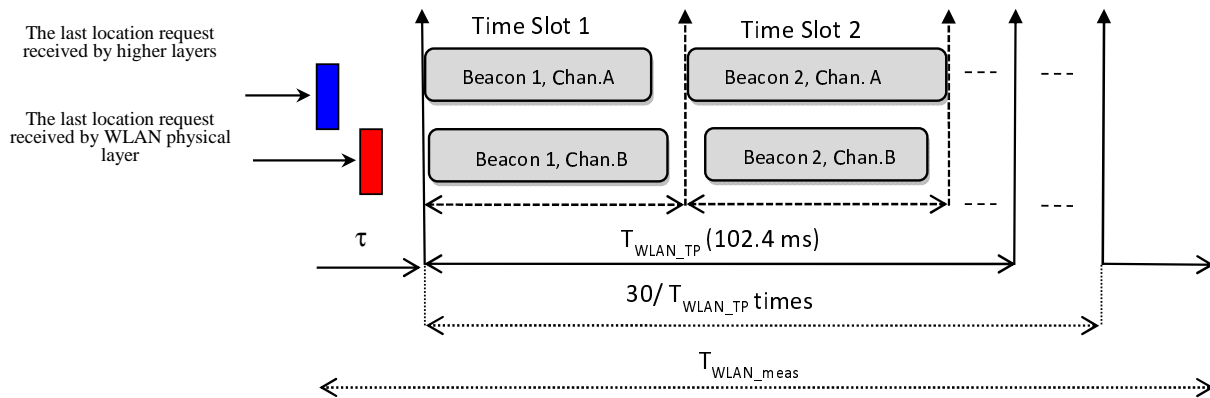 The last location request
received by higher layers
The last location request
received by WLAN physical
layer
Time Slot 1
Time Slot 2
Beacon 1, Chan.A
Beacon 2, Chan. A
Beacon 1, Chan.B
Beacon 2, Chan.B
τ
T_WLAN_TP (102.4 ms)
30/ T_WLAN_TP times
T_WLAN_meas